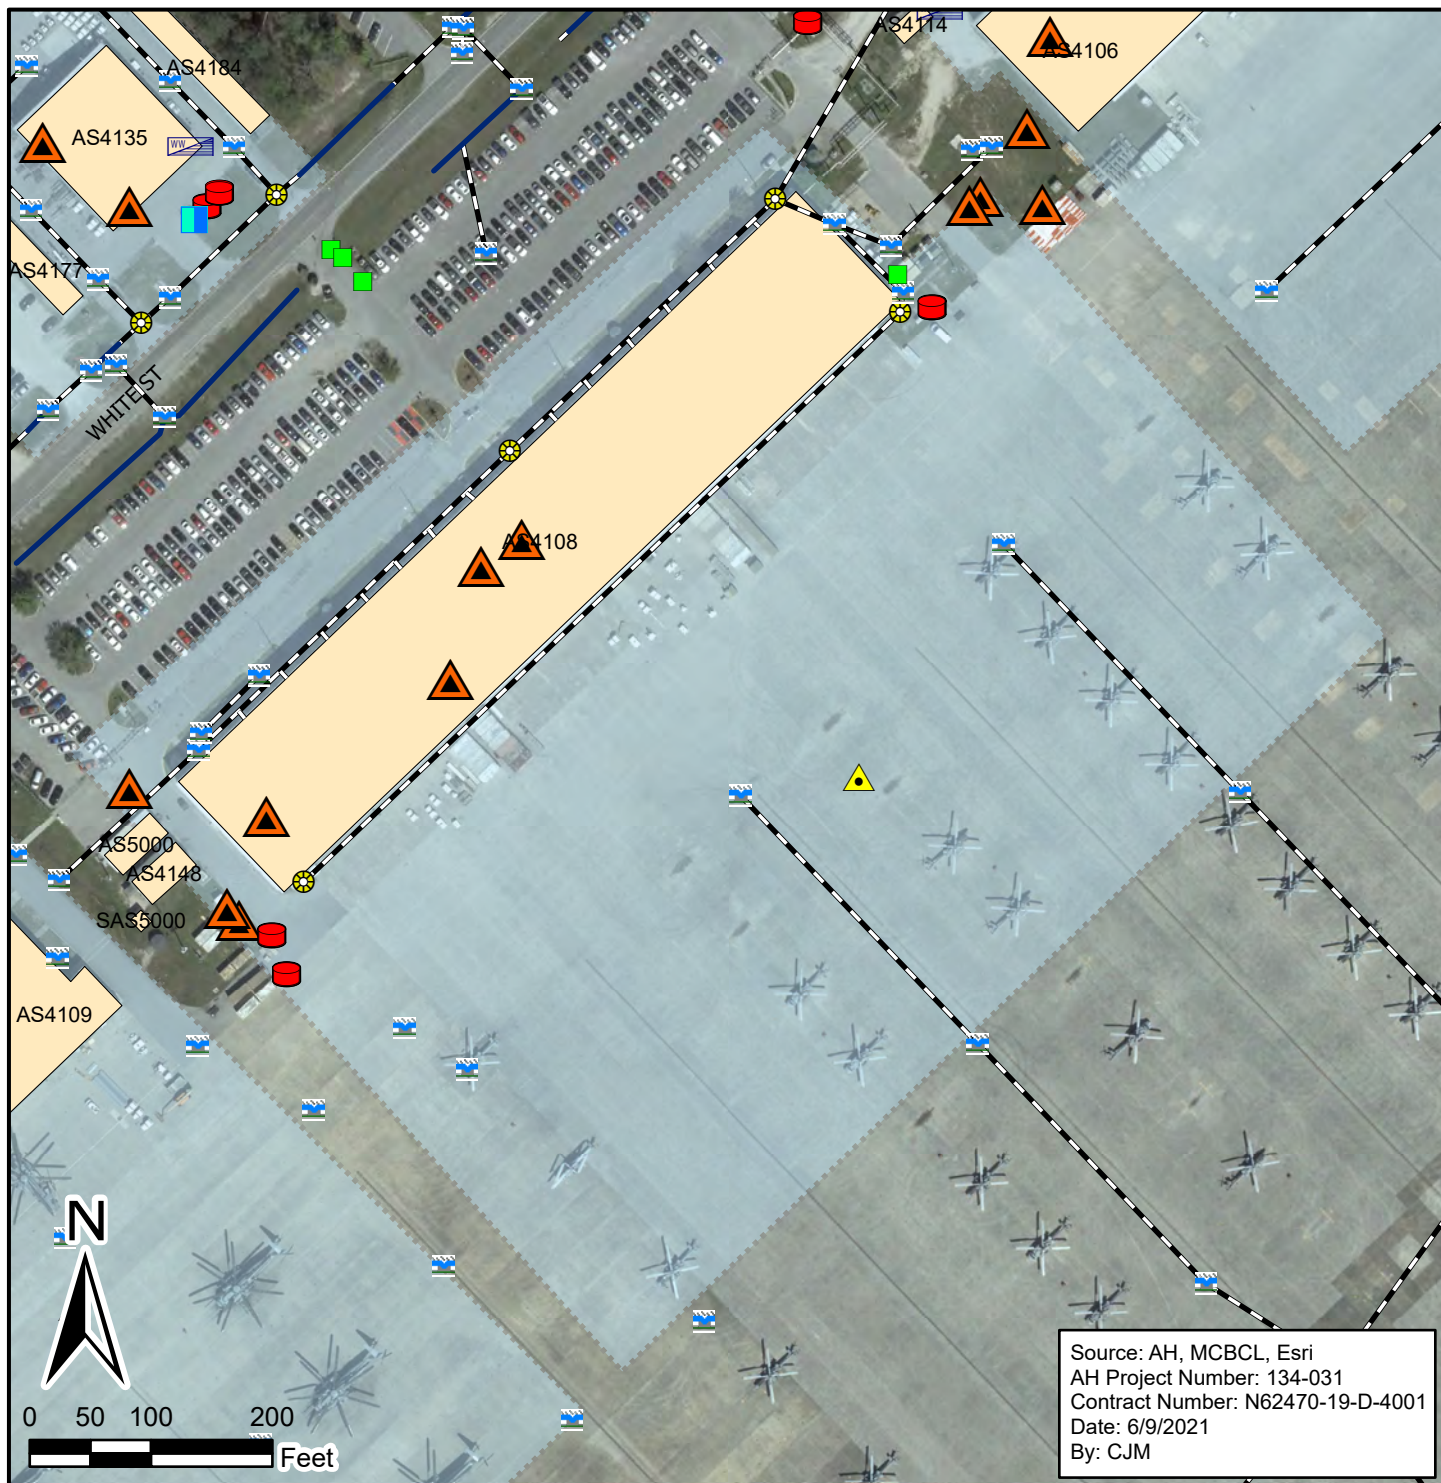 AS4114
AS4106
AS4184
AS4135
WW
AS4177
WHITE ST
AS4108
AS5000
AS4148
SAS5000
AS4109
N
0 50 100 200
Feet
Source: AH, MCBCL, Esri
AH Project Number: 134-031
Contract Number: N62470-19-D-4001
Date: 6/9/2021
By: CJM